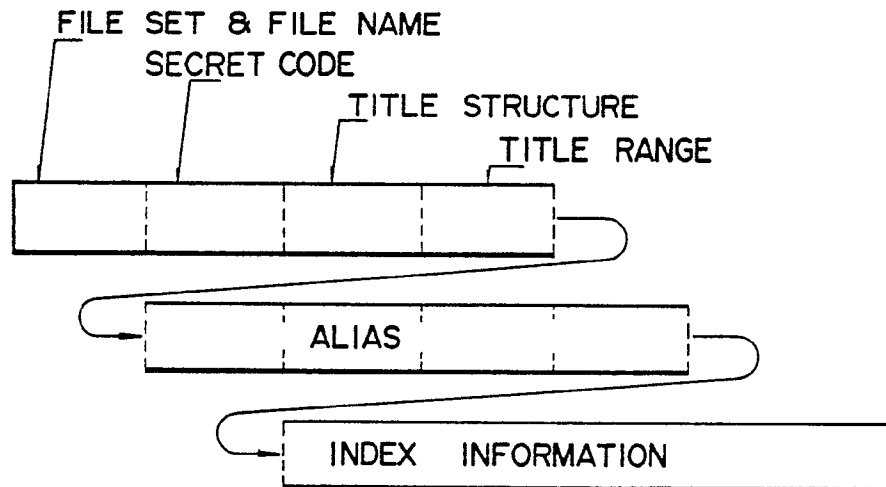 FILE SET & FILE NAME
SECRET CODE
TITLE STRUCTURE
TITLE RANGE
ALIAS
INDEX INFORMATION